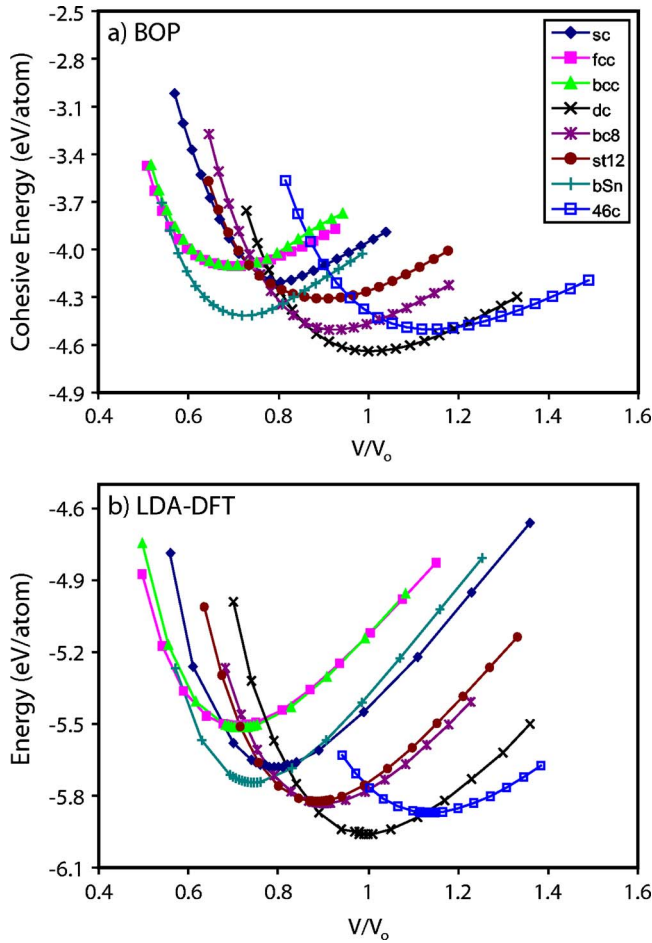 a) BOP
Cohesive Energy (eV/atom)
-2.5
-2.8
-3.1
-3.4
-3.7
-4.0
-4.3
-4.6
-4.9
sc
fcc
bcc
dc
bc8
st12
bSn
46c
0.4 0.6 0.8 1 1.2 1.4 1.6
V/Vo
b) LDA-DFT
Energy (eV/atom)
-4.6
-4.9
-5.2
-5.5
-5.8
-6.1
0.4 0.6 0.8 1 1.2 1.4 1.6
V/Vo